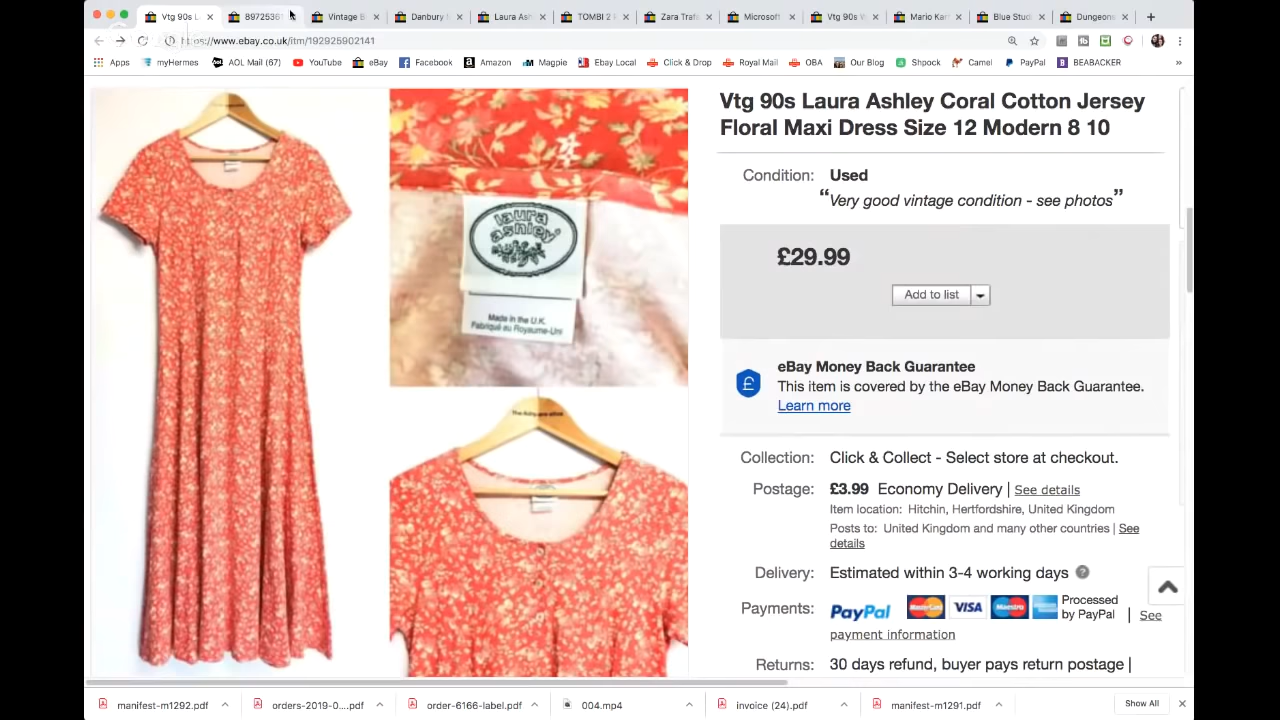 Vtg 90s L
B9725361
Vintage B
Danbury
Laura Ash
TOMBI 2
Zara Trafa
Microsoft
Vtg 90s
Mario Kar
Blue Stud
Dungeon
https://www.ebay.co.uk/itm/192925902141
Apps myHermes AOL Mail (67) YouTube eBay Facebook Amazon Magpie Ebay Local Click & Drop Royal Mail OBA Our Blog Shpock Camel PayPal BEABACKER »
Vtg 90s Laura Ashley Coral Cotton Jersey
Floral Maxi Dress Size 12 Modern 8 10
Condition: Used
“Very good vintage condition - see photos”
£29.99
Add to list
eBay Money Back Guarantee
This item is covered by the eBay Money Back Guarantee.
Learn more
Collection: Click & Collect - Select store at checkout.
Postage: £3.99 Economy Delivery | See details
Item location: Hitchin, Hertfordshire, United Kingdom
Posts to: United Kingdom and many other countries | See
details
Delivery: Estimated within 3-4 working days
Payments: PayPal MasterCard VISA Maestro Processed
by PayPal | See
payment information
Returns: 30 days refund, buyer pays return postage |
laura
ashley
Made in the U.K.
Fabriqué au Royaume-Uni
manifest-m1292.pdf
orders-2019-0....pdf
order-6166-label.pdf
004.mp4
invoice (24).pdf
manifest-m1291.pdf
Show All